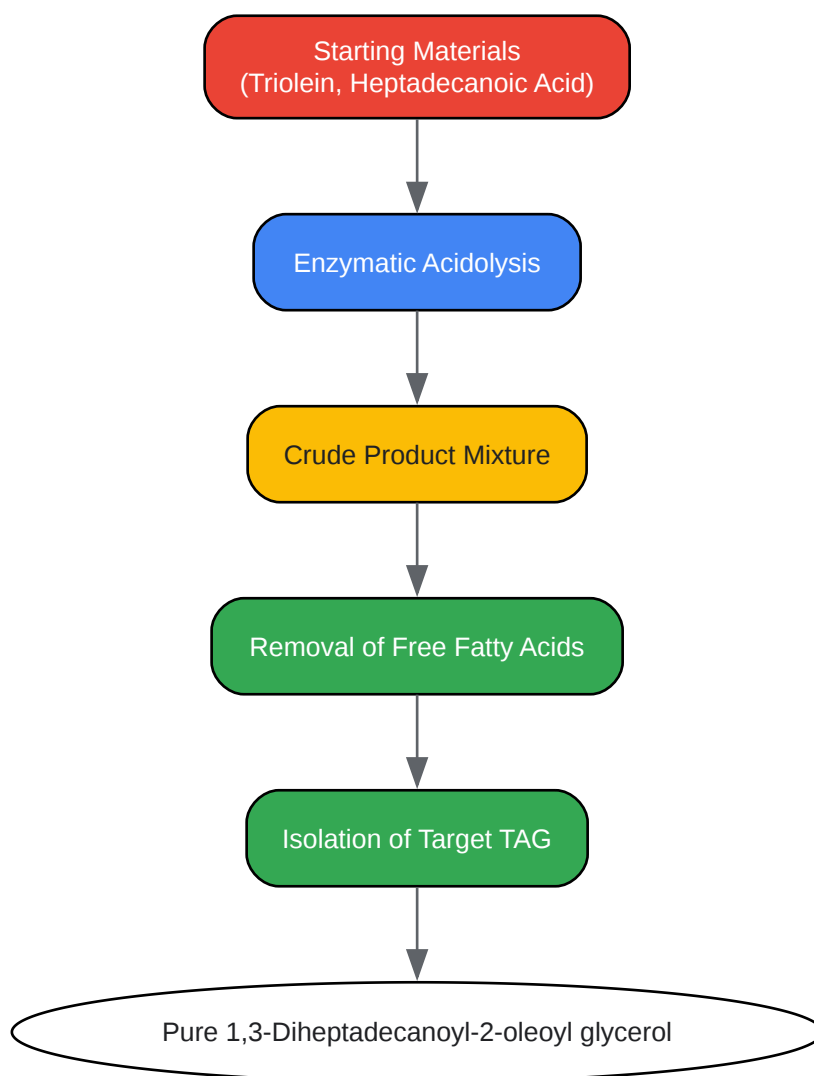 Starting Materials
(Triolein, Heptadecanoic Acid)
Enzymatic Acidolysis
Crude Product Mixture
Removal of Free Fatty Acids
Isolation of Target TAG
Pure 1,3-Diheptadecanoyl-2-oleoyl glycerol